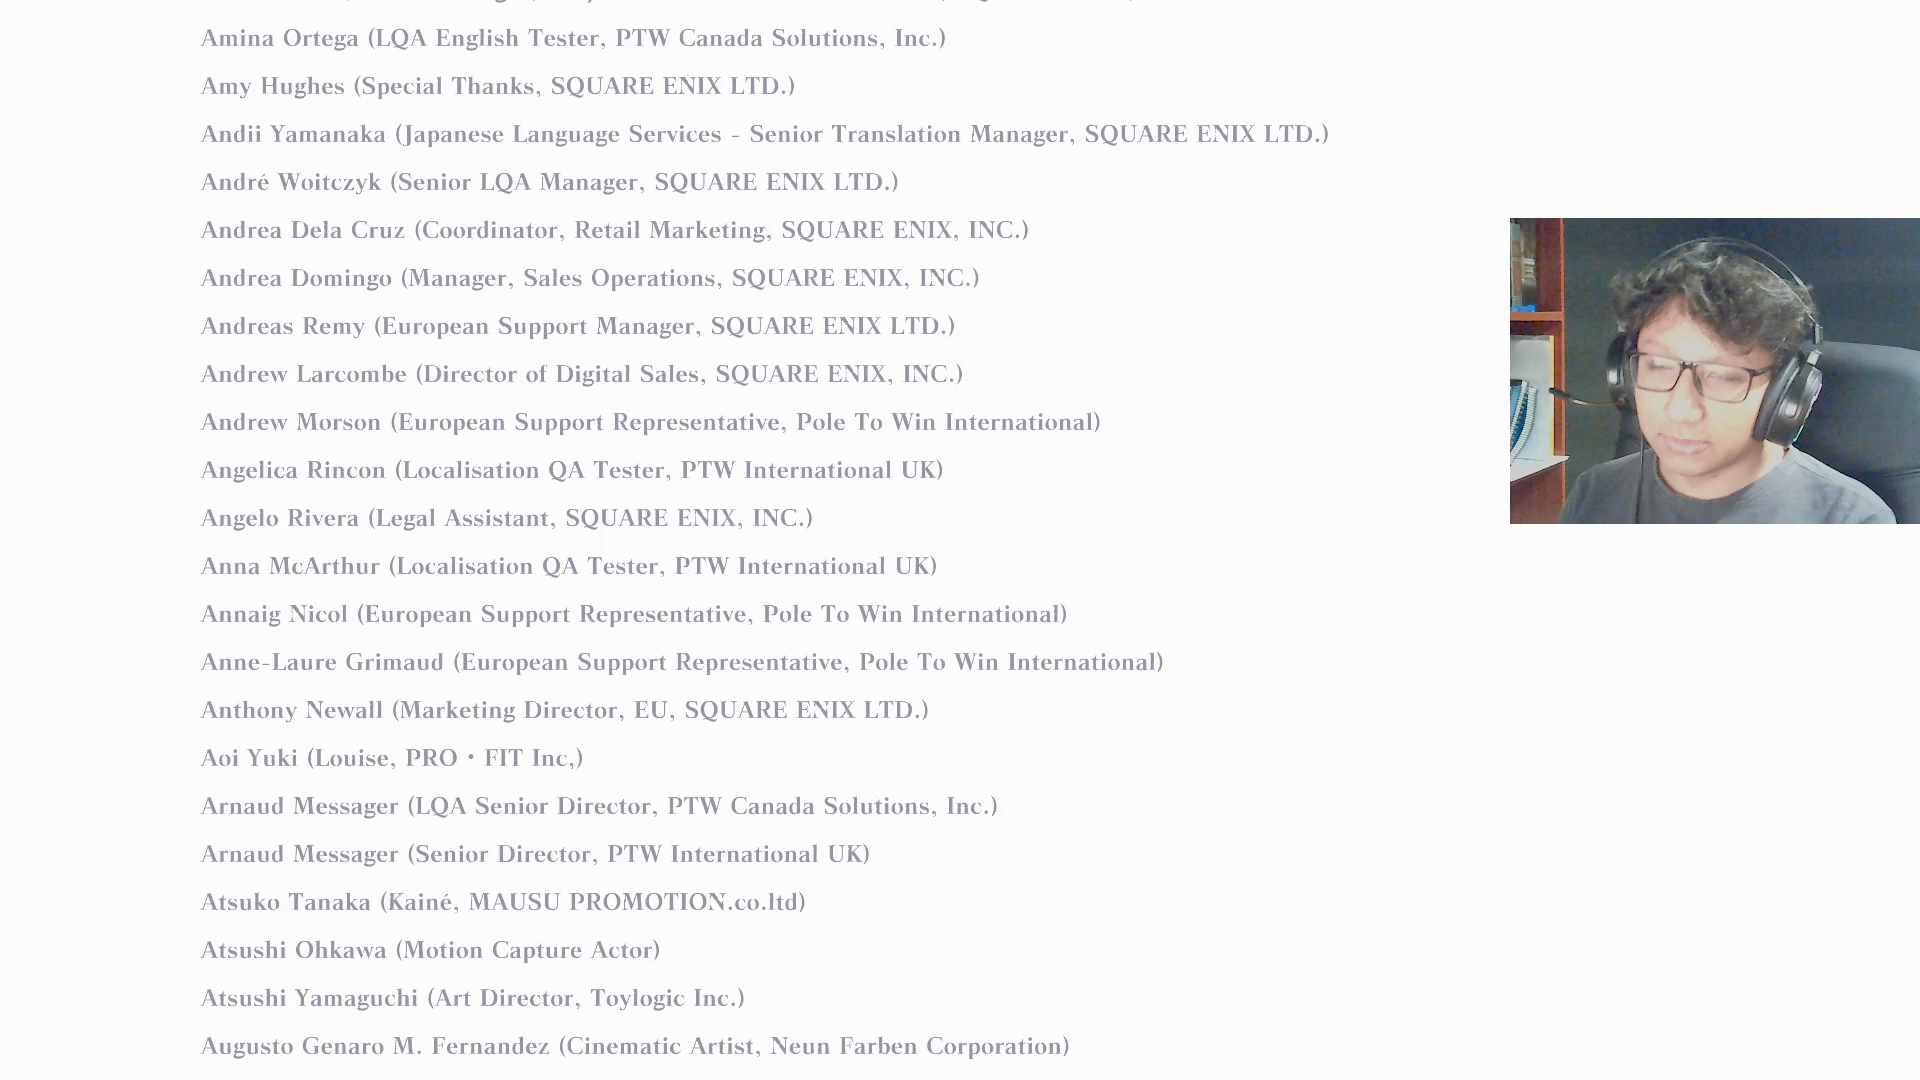 Amina Ortega (LQA English Tester, PTW Canada Solutions, Inc.)
Amy Hughes (Special Thanks, SQUARE ENIX LTD.)
Andii Yamanaka (Japanese Language Services - Senior Translation Manager, SQUARE ENIX LTD.)
André Woitczyk (Senior LQA Manager, SQUARE ENIX LTD.)
Andrea Dela Cruz (Coordinator, Retail Marketing, SQUARE ENIX, INC.)
Andrea Domingo (Manager, Sales Operations, SQUARE ENIX, INC.)
Andreas Remy (European Support Manager, SQUARE ENIX LTD.)
Andrew Larcombe (Director of Digital Sales, SQUARE ENIX, INC.)
Andrew Morson (European Support Representative, Pole To Win International)
Angelica Rincon (Localisation QA Tester, PTW International UK)
Angelo Rivera (Legal Assistant, SQUARE ENIX, INC.)
Anna McArthur (Localisation QA Tester, PTW International UK)
Annaig Nicol (European Support Representative, Pole To Win International)
Anne-Laure Grimaud (European Support Representative, Pole To Win International)
Anthony Newall (Marketing Director, EU, SQUARE ENIX LTD.)
Aoi Yuki (Louise, PRO・FIT Inc,)
Arnaud Messager (LQA Senior Director, PTW Canada Solutions, Inc.)
Arnaud Messager (Senior Director, PTW International UK)
Atsuko Tanaka (Kainé, MAUSU PROMOTION.co.ltd)
Atsushi Ohkawa (Motion Capture Actor)
Atsushi Yamaguchi (Art Director, Toylogic Inc.)
Augusto Genaro M. Fernandez (Cinematic Artist, Neun Farben Corporation)